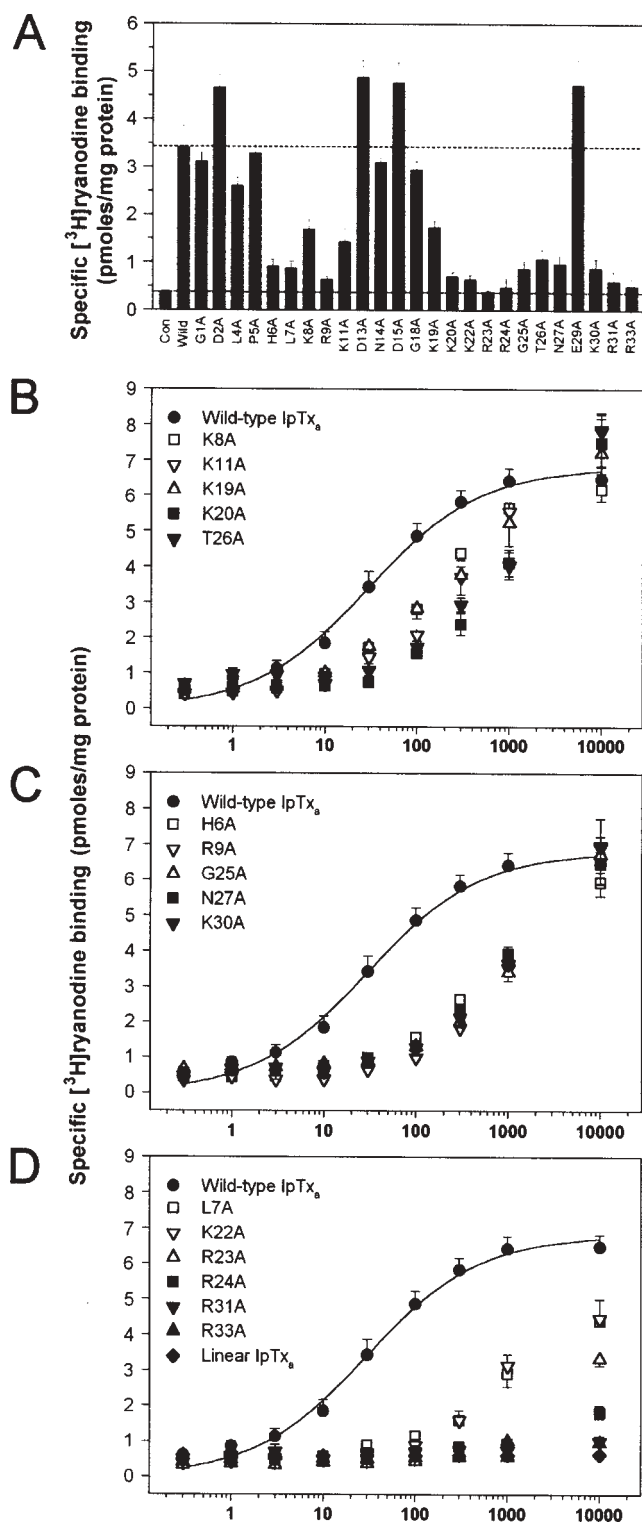 A
Specific [³H]ryanodine binding
(pmoles/mg protein)
6
5
4
3
2
1
0
Con
Wild
G1A
D2A
L4A
P5A
H6A
L7A
K8A
R9A
K11A
D13A
N14A
D15A
G18A
K19A
K20A
K22A
R23A
R24A
G25A
T26A
N27A
E29A
K30A
R31A
R33A
Specific [³H]ryanodine binding (pmoles/mg protein)
B
9
8
7
6
5
4
3
2
1
0
Wild-type IpTxₐ
K8A
K11A
K19A
K20A
T26A
1
10
100
1000
10000
C
9
8
7
6
5
4
3
2
1
0
Wild-type IpTxₐ
H6A
R9A
G25A
N27A
K30A
1
10
100
1000
10000
D
9
8
7
6
5
4
3
2
1
0
Wild-type IpTxₐ
L7A
K22A
R23A
R24A
R31A
R33A
Linear IpTxₐ
1
10
100
1000
10000